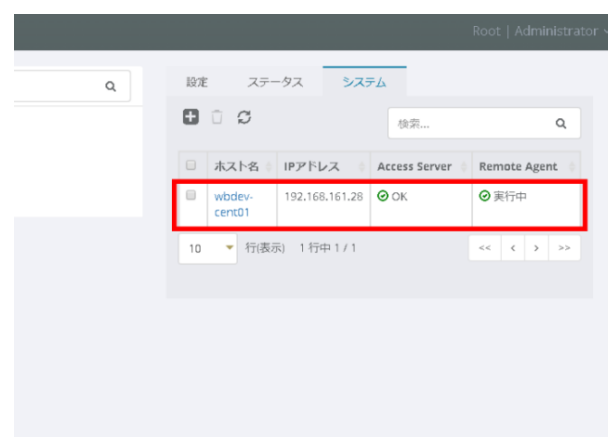 Root | Administrator
設定 ステータス システム
検索...
ホスト名 IPアドレス Access Server Remote Agent
wbdev-cent01 192.168.161.28 OK 実行中
10 行(表示) 1 行中 1 / 1 << < > >>